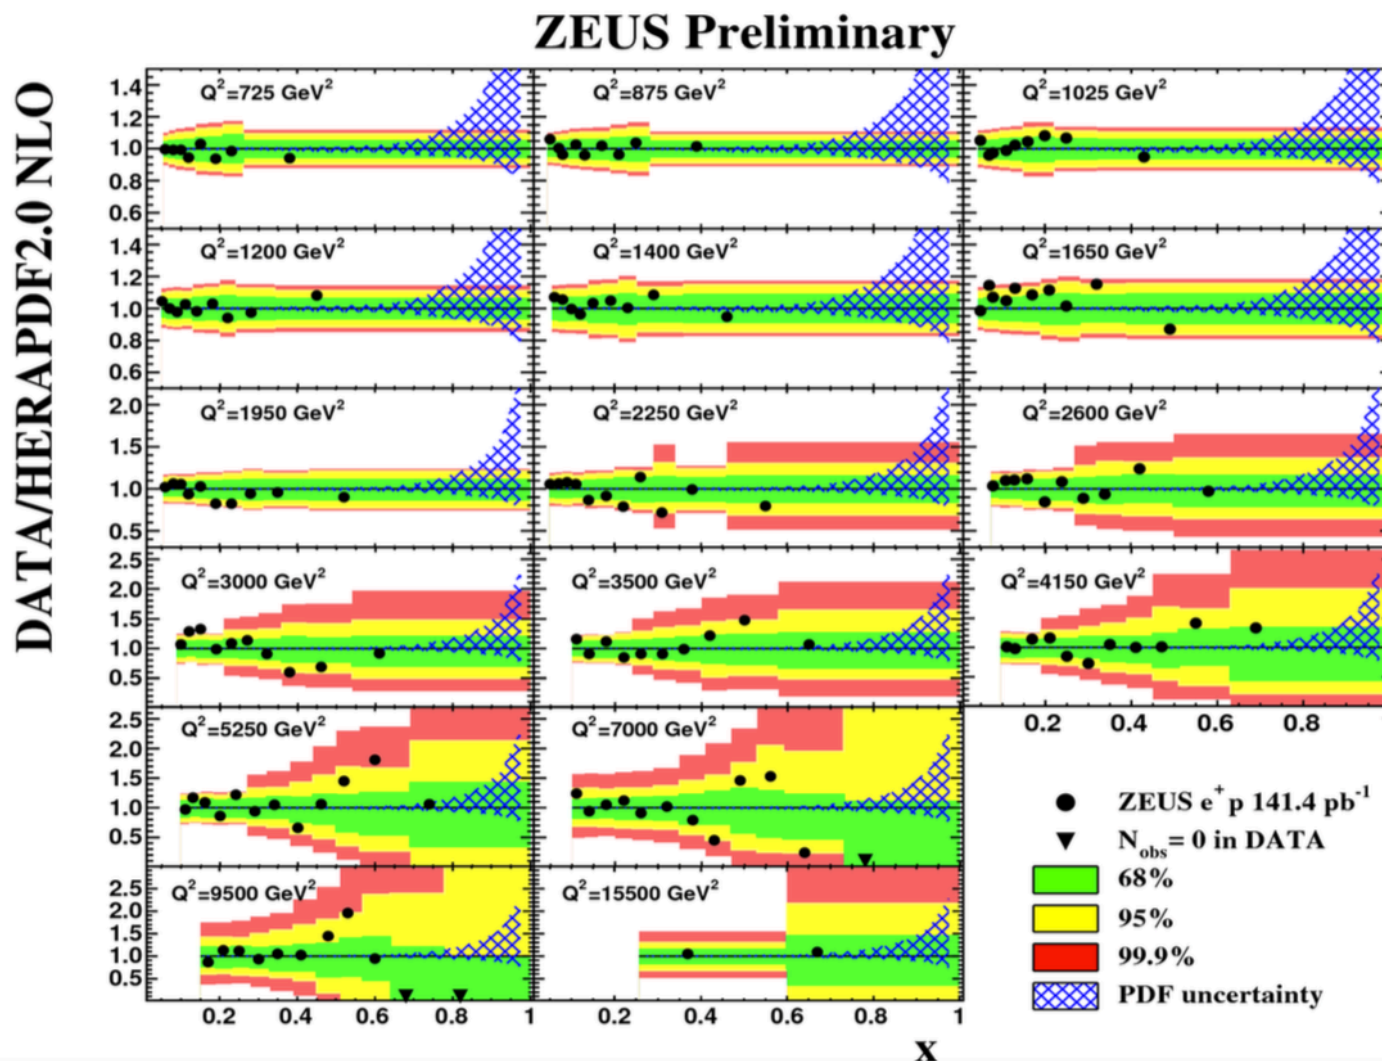 ZEUS Preliminary
DATA/HERAPDF2.0 NLO
Q²=725 GeV²
Q²=875 GeV²
Q²=1025 GeV²
1.4
1.2
1.0
0.8
0.6
Q²=1200 GeV²
Q²=1400 GeV²
Q²=1650 GeV²
1.4
1.2
1.0
0.8
0.6
Q²=1950 GeV²
Q²=2250 GeV²
Q²=2600 GeV²
2.0
1.5
1.0
0.5
Q²=3000 GeV²
Q²=3500 GeV²
Q²=4150 GeV²
2.5
2.0
1.5
1.0
0.5
0.2 0.4 0.6 0.8
Q²=5250 GeV²
Q²=7000 GeV²
2.5
2.0
1.5
1.0
0.5
Q²=9500 GeV²
Q²=15500 GeV²
2.5
2.0
1.5
1.0
0.5
0.2 0.4 0.6 0.8
0.2 0.4 0.6 0.8 1
x
ZEUS e⁺p 141.4 pb⁻¹
Nobs = 0 in DATA
68%
95%
99.9%
PDF uncertainty